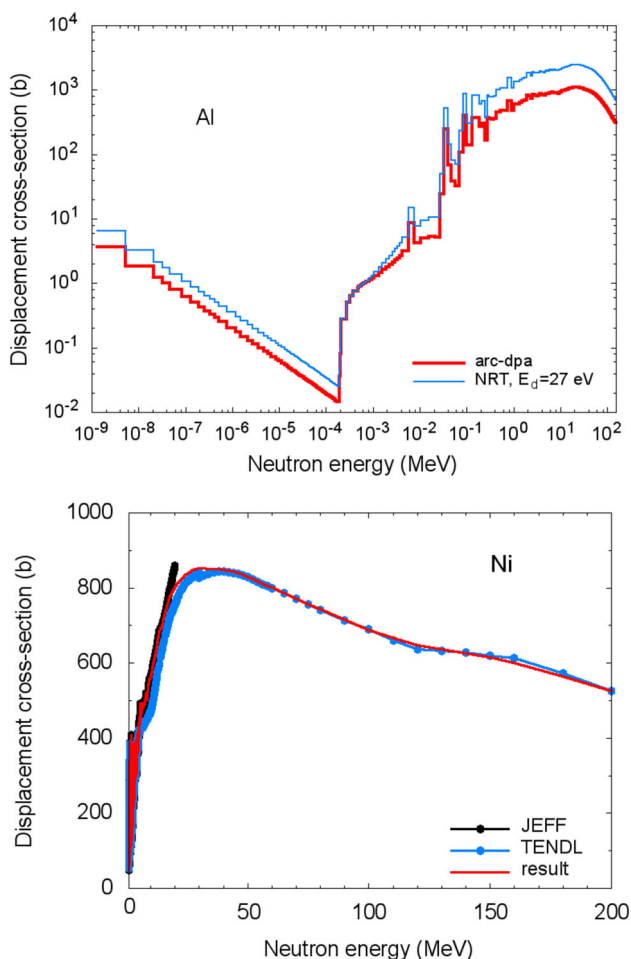 10^4
10^3
10^2
10^1
10^0
10^-1
10^-2
Displacement cross-section (b)
Al
arc-dpa
NRT, E_d=27 eV
10^-9 10^-8 10^-7 10^-6 10^-5 10^-4 10^-3 10^-2 10^-1 10^0 10^1 10^2
Neutron energy (MeV)
1000
800
600
400
200
0
Displacement cross-section (b)
Ni
JEFF
TENDL
result
0 50 100 150 200
Neutron energy (MeV)